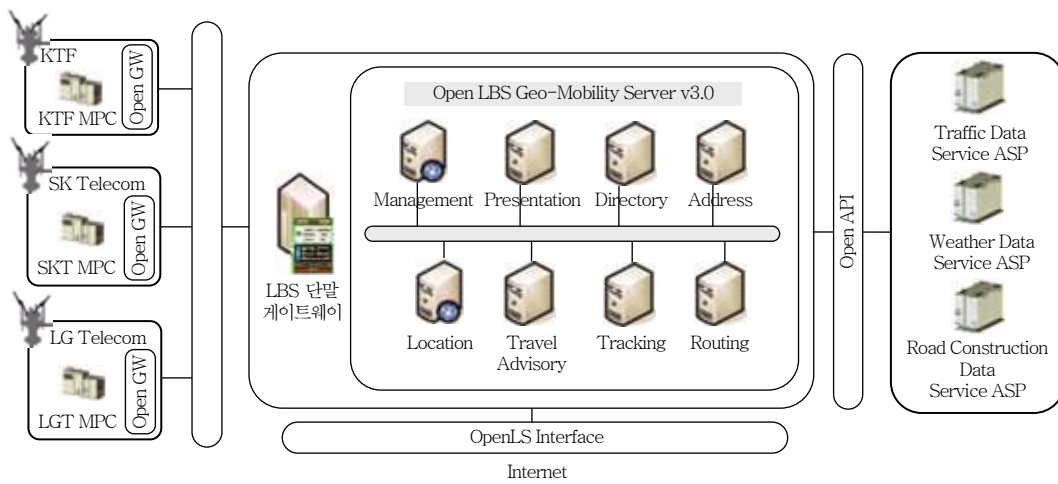 KTF
KTF MPC
Open GW
SK Telecom
SKT MPC
Open GW
LG Telecom
LGT MPC
Open GW
LBS 단말
게이트웨이
Open LBS Geo-Mobility Server v3.0
Management
Presentation
Directory
Address
Location
Travel
Advisory
Tracking
Routing
OpenLS Interface
Internet
Open API
Traffic Data
Service ASP
Weather Data
Service ASP
Road Construction
Data
Service ASP